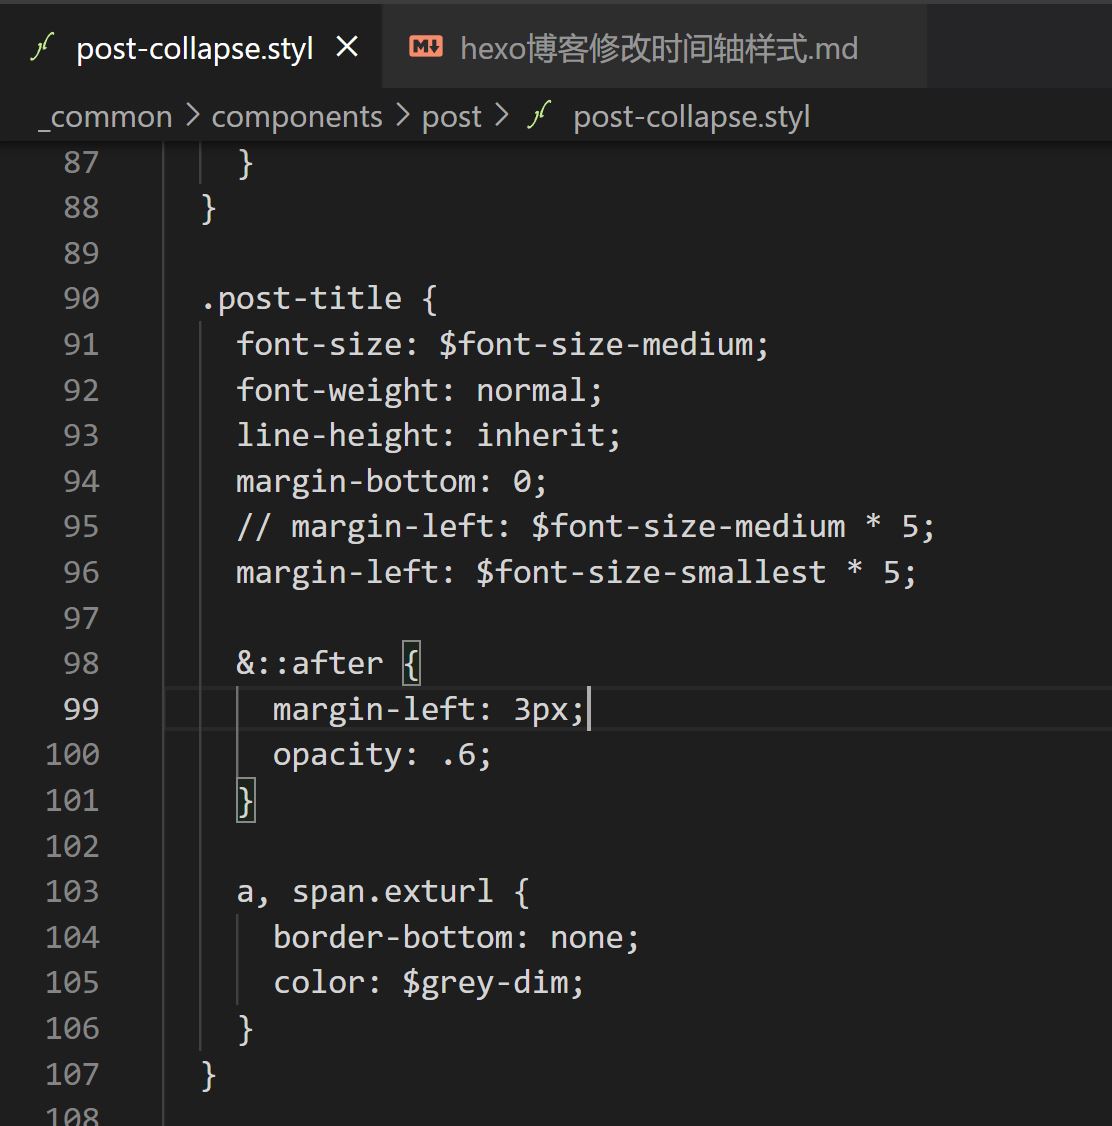 post-collapse.styl
hexo博客修改时间轴样式.md
_common > components > post > post-collapse.styl
87 }
88 }
89
90 .post-title {
91 font-size: $font-size-medium;
92 font-weight: normal;
93 line-height: inherit;
94 margin-bottom: 0;
95 // margin-left: $font-size-medium * 5;
96 margin-left: $font-size-smallest * 5;
97
98 &::after {
99 margin-left: 3px;
100 opacity: .6;
101 }
102
103 a, span.exturl {
104 border-bottom: none;
105 color: $grey-dim;
106 }
107 }
108